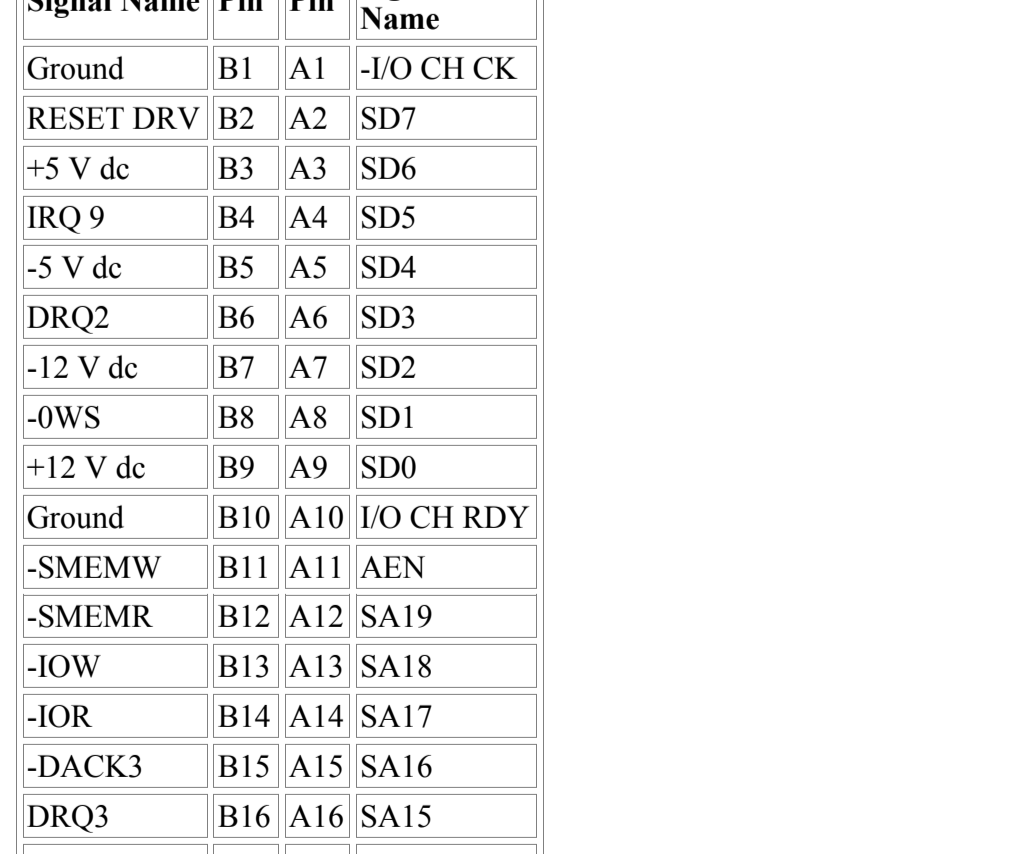 Signal Name Pin Pin
Name
Ground B1 A1 -I/O CH CK
RESET DRV B2 A2 SD7
+5 V dc B3 A3 SD6
IRQ 9 B4 A4 SD5
-5 V dc B5 A5 SD4
DRQ2 B6 A6 SD3
-12 V dc B7 A7 SD2
-0WS B8 A8 SD1
+12 V dc B9 A9 SD0
Ground B10 A10 I/O CH RDY
-SMEMW B11 A11 AEN
-SMEMR B12 A12 SA19
-IOW B13 A13 SA18
-IOR B14 A14 SA17
-DACK3 B15 A15 SA16
DRQ3 B16 A16 SA15